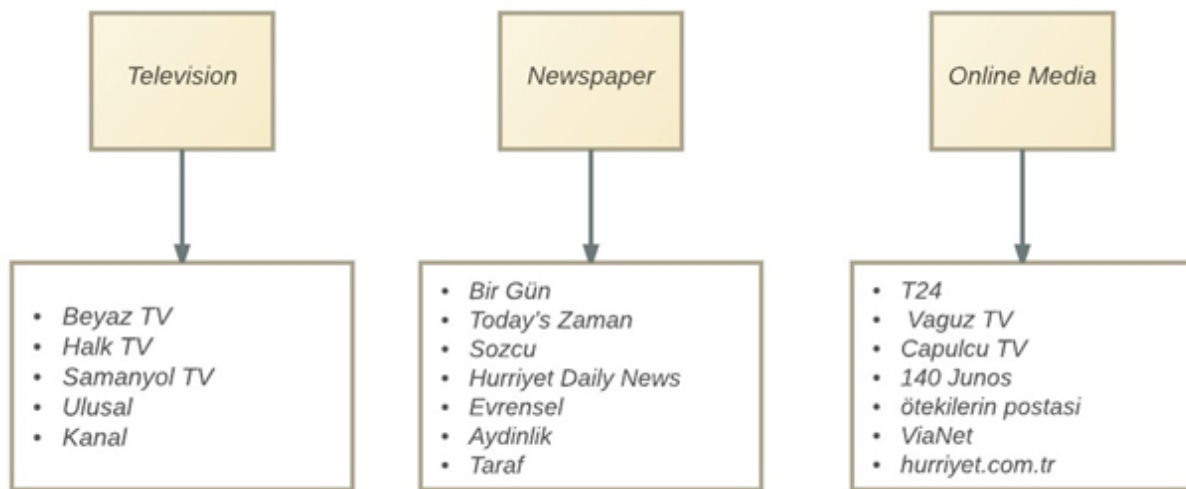 Television
Newspaper
Online Media
• Beyaz TV
• Halk TV
• Samanyol TV
• Ulusal
• Kanal
• Bir Gün
• Today's Zaman
• Sozcu
• Hurriyet Daily News
• Evrensel
• Aydinlik
• Taraf
• T24
• Vaguz TV
• Capulcu TV
• 140 Junos
• ötekilerin postasi
• ViaNet
• hurriyet.com.tr